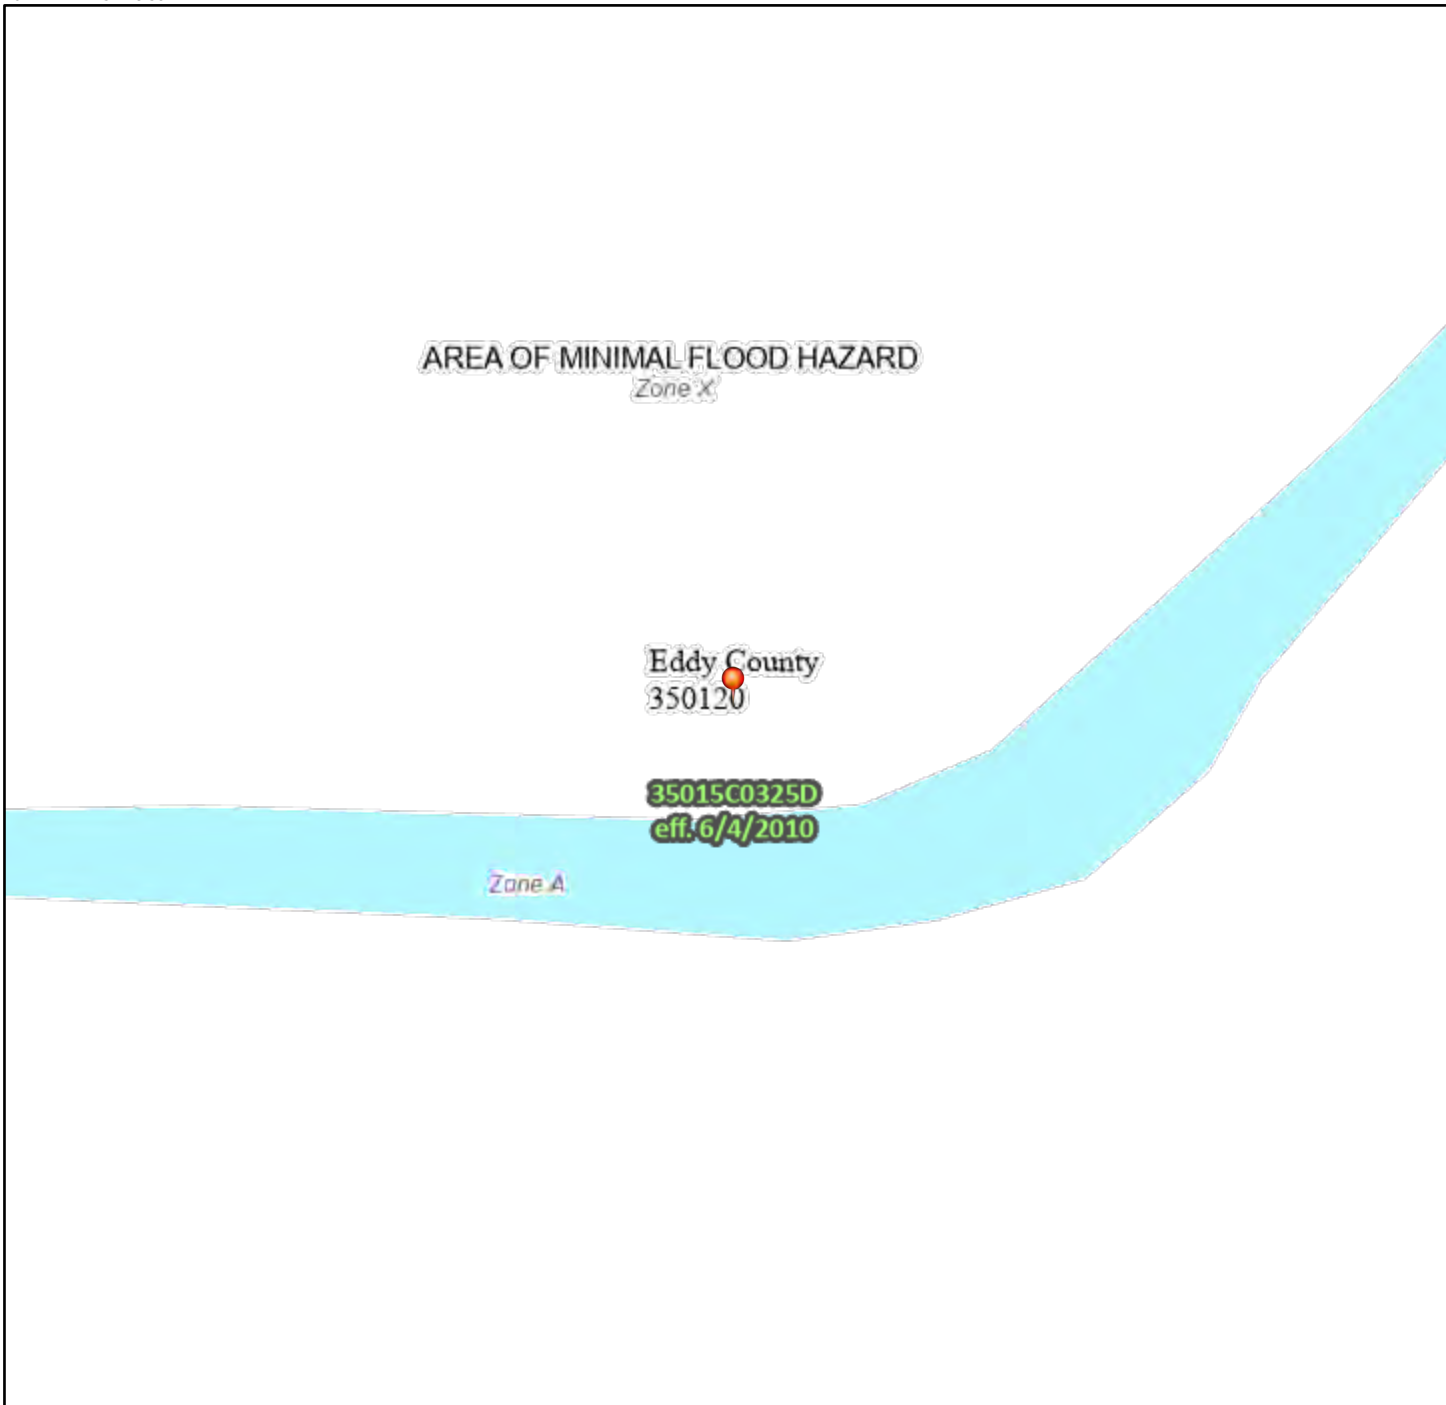 AREA OF MINIMAL FLOOD HAZARD
Zone X
Eddy County
350120
35015C0325D
eff. 6/4/2010
Zone A